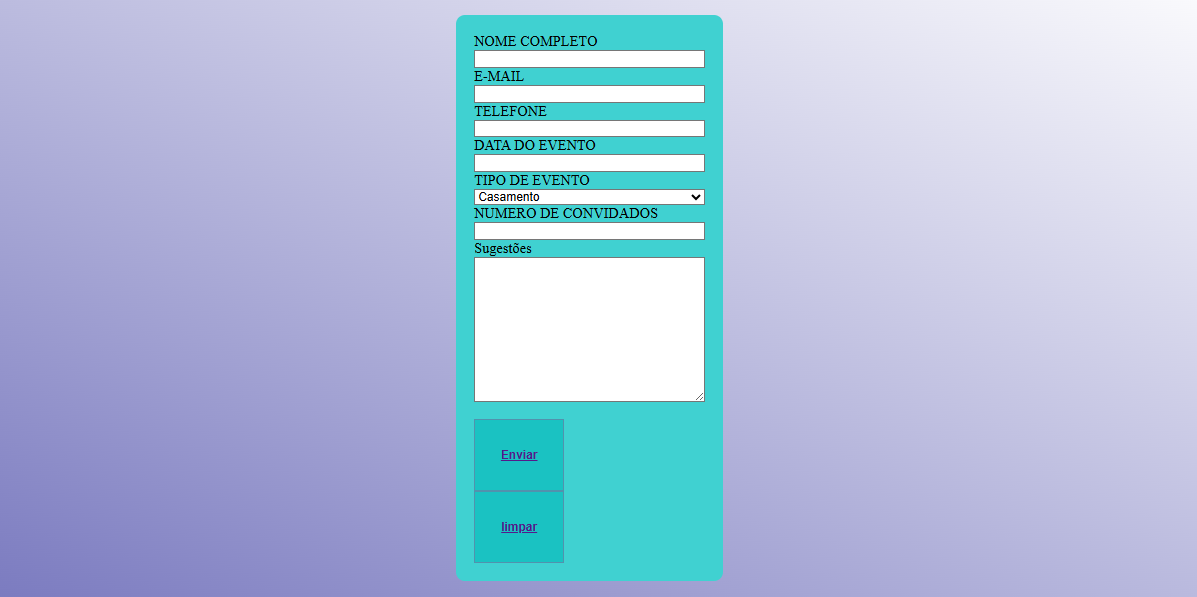 NOME COMPLETO
E-MAIL
TELEFONE
DATA DO EVENTO
TIPO DE EVENTO
Casamento
NUMERO DE CONVIDADOS
Sugestões
Enviar
limpar